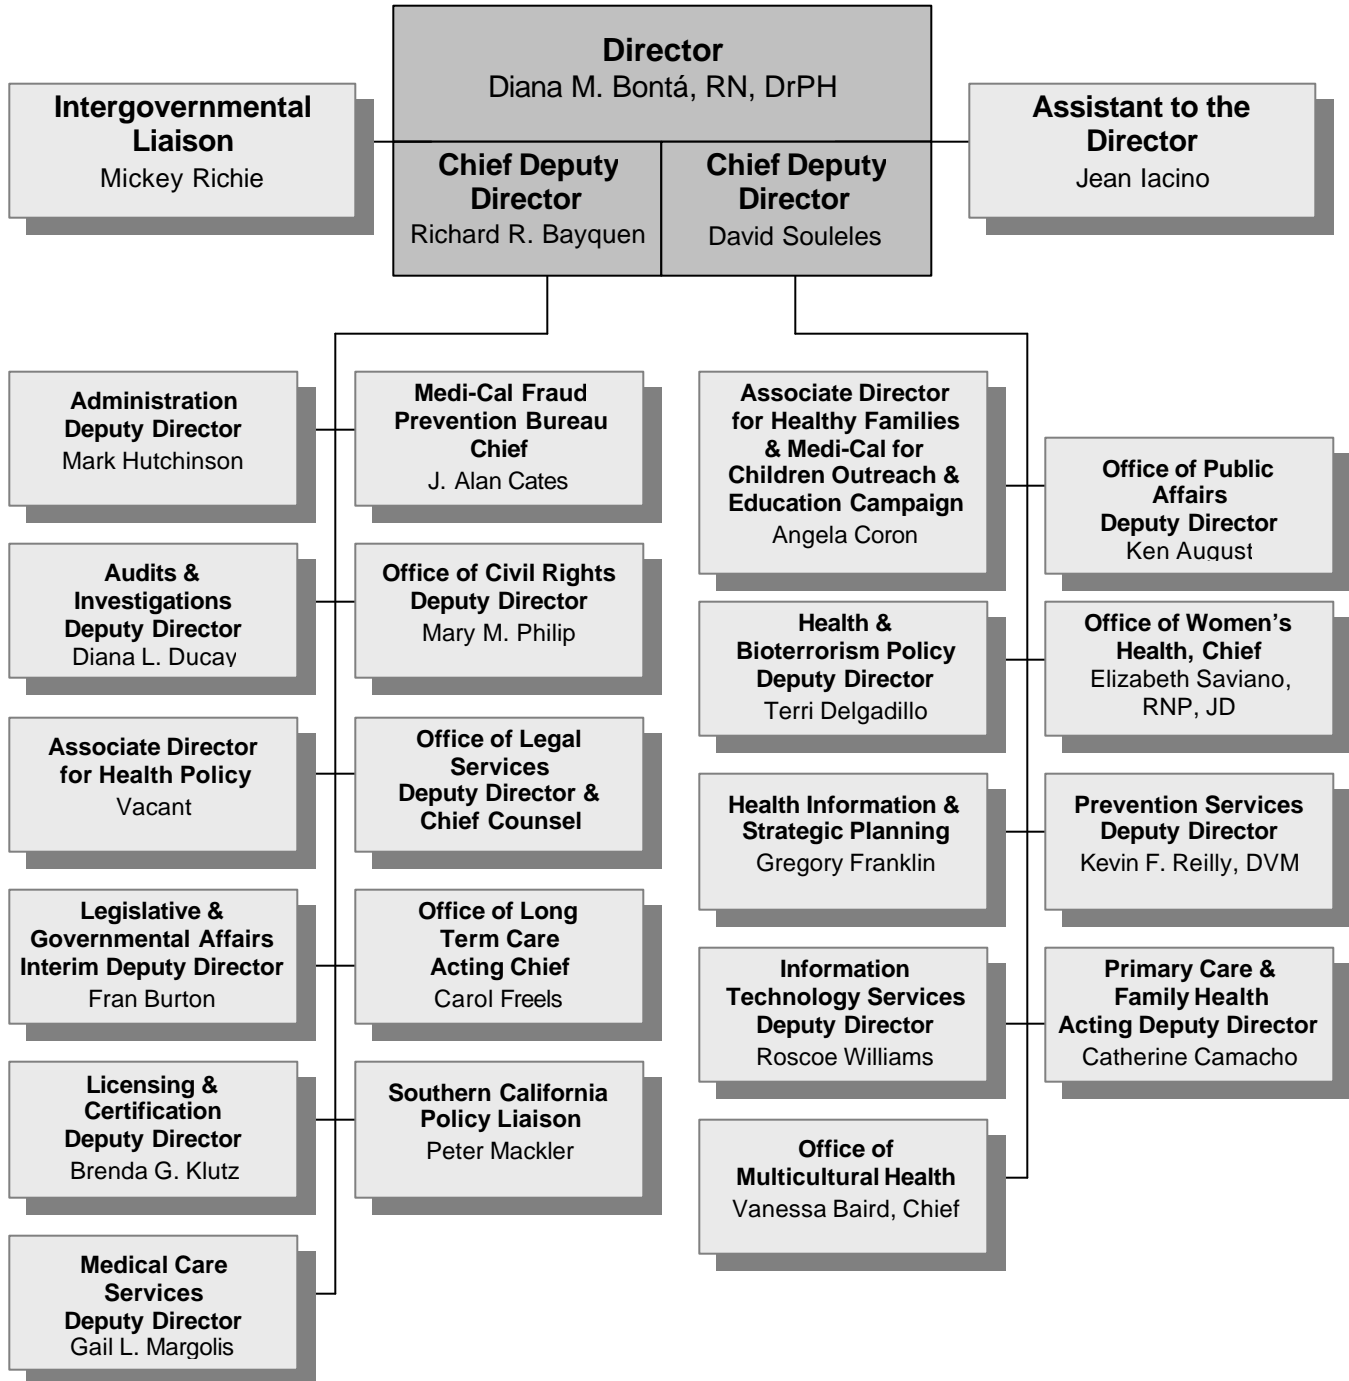 Director
Diana M. Bontá, RN, DrPH
Intergovernmental
Liaison
Mickey Richie
Assistant to the
Director
Jean Iacino
Chief Deputy
Director
Richard R. Bayquen
Chief Deputy
Director
David Souleles
Administration
Deputy Director
Mark Hutchinson
Medi-Cal Fraud
Prevention Bureau
Chief
J. Alan Cates
Audits &
Investigations
Deputy Director
Diana L. Ducay
Office of Civil Rights
Deputy Director
Mary M. Philip
Associate Director
for Health Policy
Vacant
Office of Legal
Services
Deputy Director &
Chief Counsel
Legislative &
Governmental Affairs
Interim Deputy Director
Fran Burton
Office of Long
Term Care
Acting Chief
Carol Freels
Licensing &
Certification
Deputy Director
Brenda G. Klutz
Southern California
Policy Liaison
Peter Mackler
Medical Care
Services
Deputy Director
Gail L. Margolis
Associate Director
for Healthy Families
& Medi-Cal for
Children Outreach &
Education Campaign
Angela Coron
Office of Public
Affairs
Deputy Director
Ken August
Health &
Bioterrorism Policy
Deputy Director
Terri Delgadillo
Office of Women’s
Health, Chief
Elizabeth Saviano,
RNP, JD
Health Information &
Strategic Planning
Gregory Franklin
Prevention Services
Deputy Director
Kevin F. Reilly, DVM
Information
Technology Services
Deputy Director
Roscoe Williams
Primary Care &
Family Health
Acting Deputy Director
Catherine Camacho
Office of
Multicultural Health
Vanessa Baird, Chief